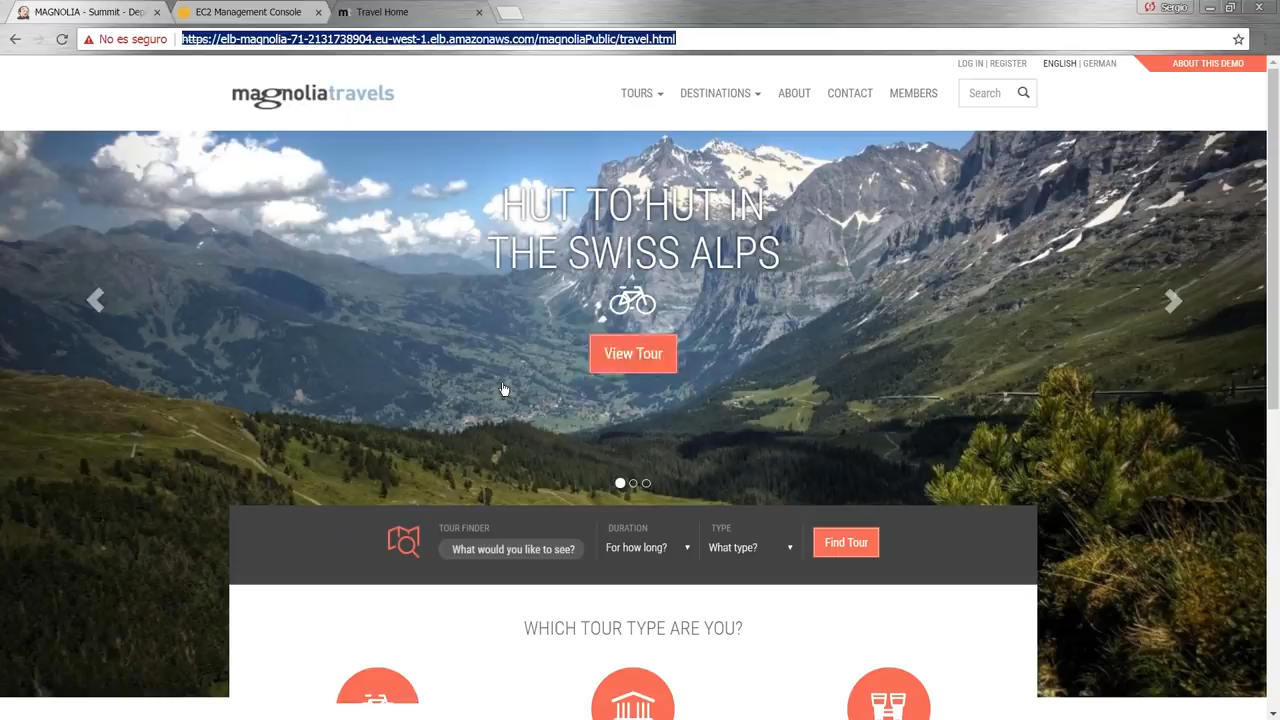 MAGNOLIA - Summit - Dep
EC2 Management Console
Travel Home
Sergio
No es seguro
https://elb-magnolia-71-2131738904.eu-west-1.elb.amazonaws.com/magnoliaPublic/travel.html
LOG IN | REGISTER
ENGLISH | GERMAN
ABOUT THIS DEMO
magnoliatravels
TOURS
DESTINATIONS
ABOUT
CONTACT
MEMBERS
Search
HUT TO HUT IN
THE SWISS ALPS
View Tour
TOUR FINDER
What would you like to see?
DURATION
For how long?
TYPE
What type?
Find Tour
WHICH TOUR TYPE ARE YOU?